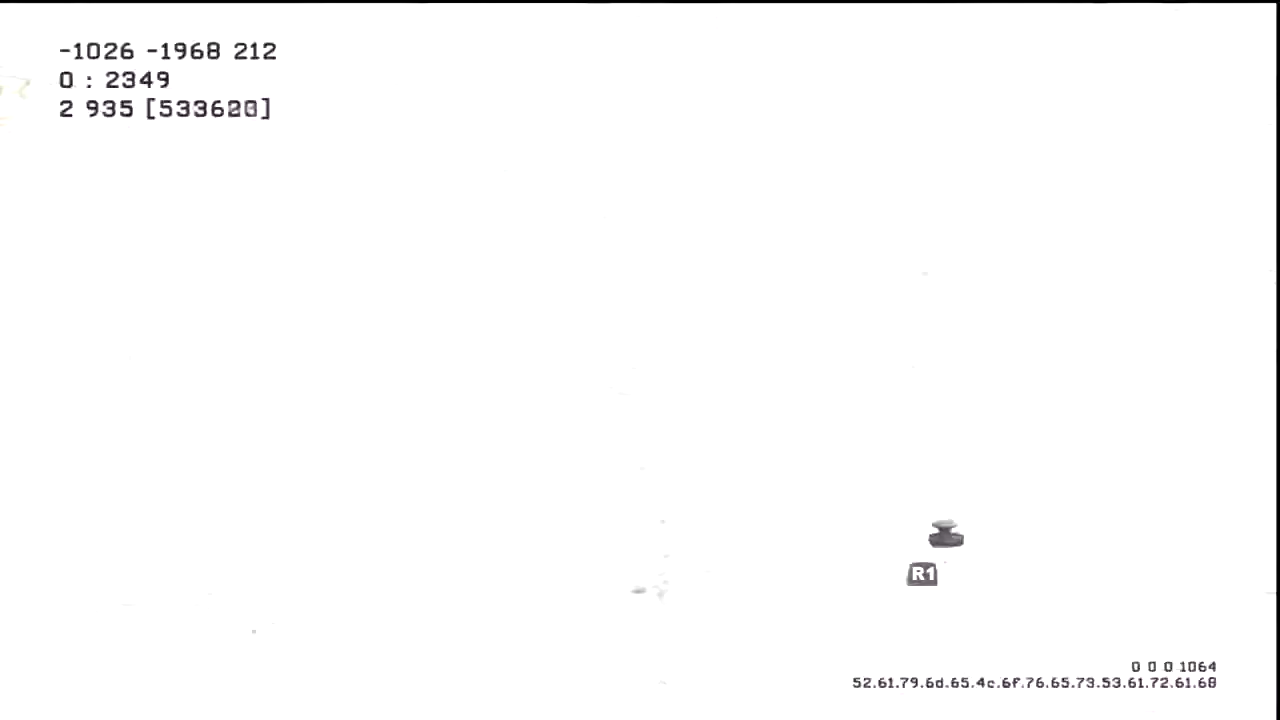 -1026 -1968 212
0 : 2349
2 935 [533628]
R1
0 0 0 1064
52.61.79.6d.65.4c.6f.76.65.73.53.61.72.61.68